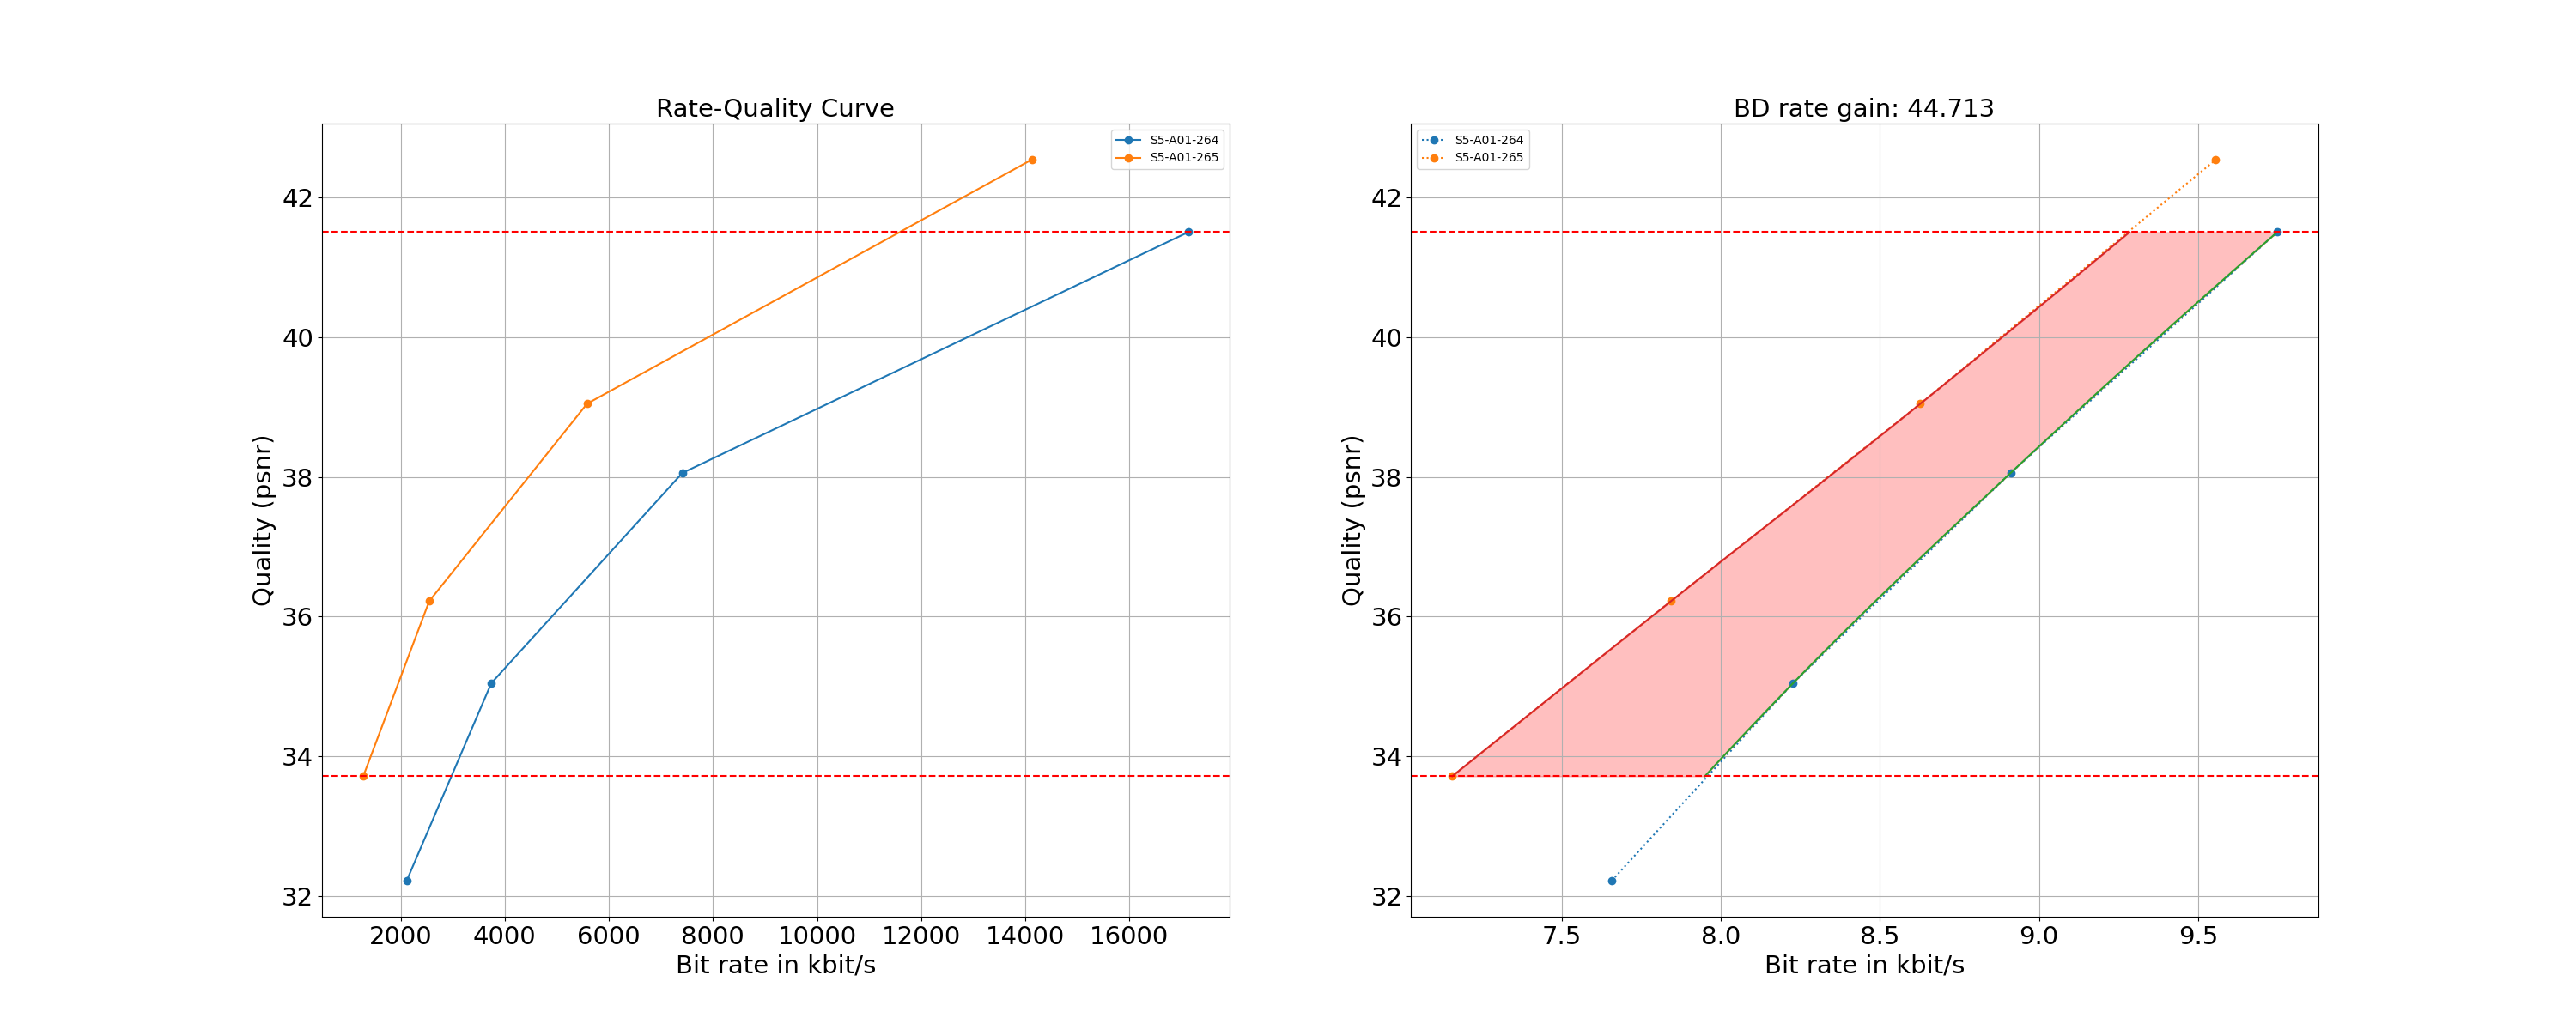 Rate-Quality Curve
S5-A01-264
S5-A01-265
42
40
38
36
34
32
Quality (psnr)
2000 4000 6000 8000 10000 12000 14000 16000
Bit rate in kbit/s
BD rate gain: 44.713
S5-A01-264
S5-A01-265
42
40
38
36
34
32
Quality (psnr)
7.5 8.0 8.5 9.0 9.5
Bit rate in kbit/s